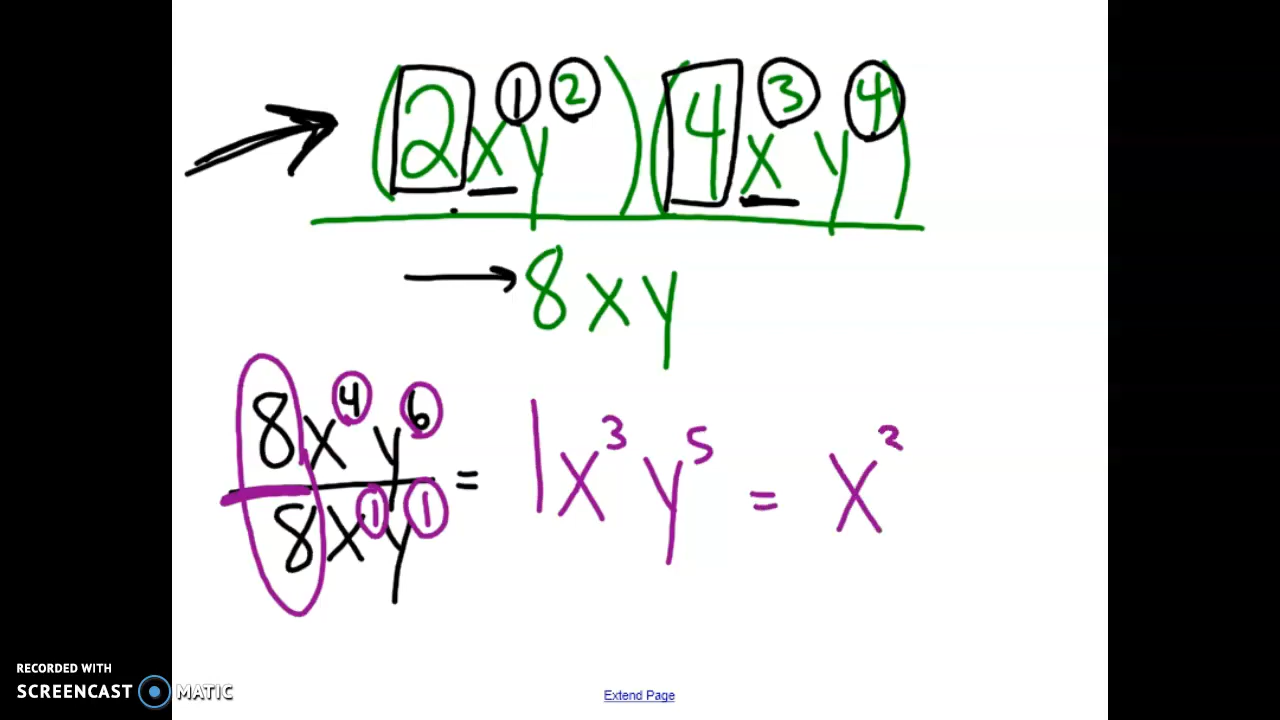 (2x¹y²)(4x³y⁴)
8xy
8x⁴y⁶
8x¹y¹
= 1x³y⁵ = x²
RECORDED WITH
SCREENCAST MATIC
Extend Page